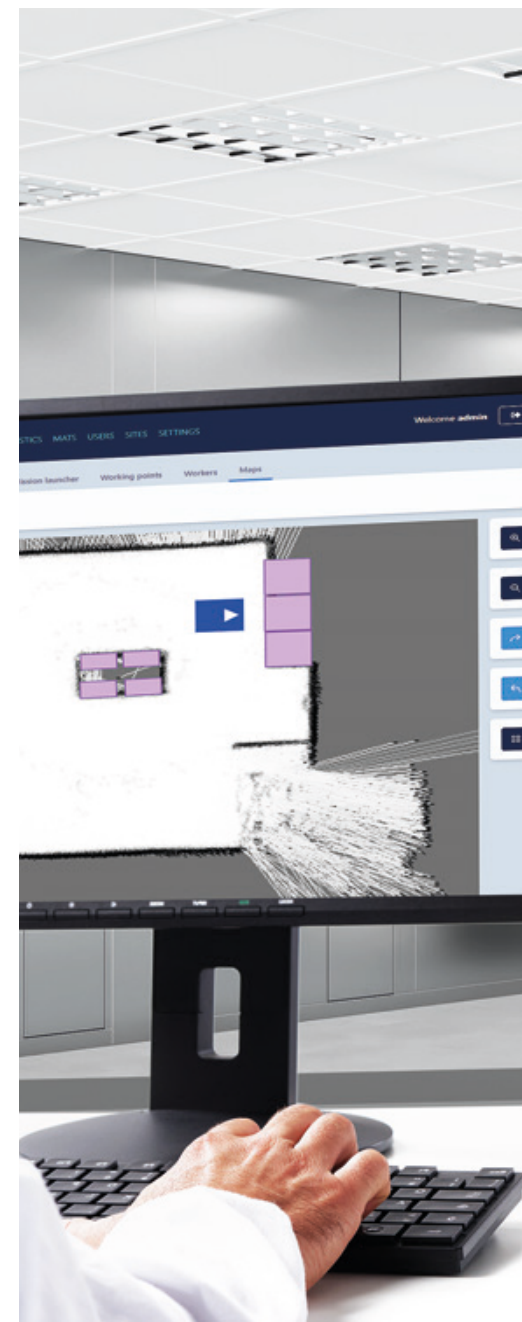 Welcome admin
STICS MATS USERS SITES SETTINGS
ission launcher Working points Workers Maps